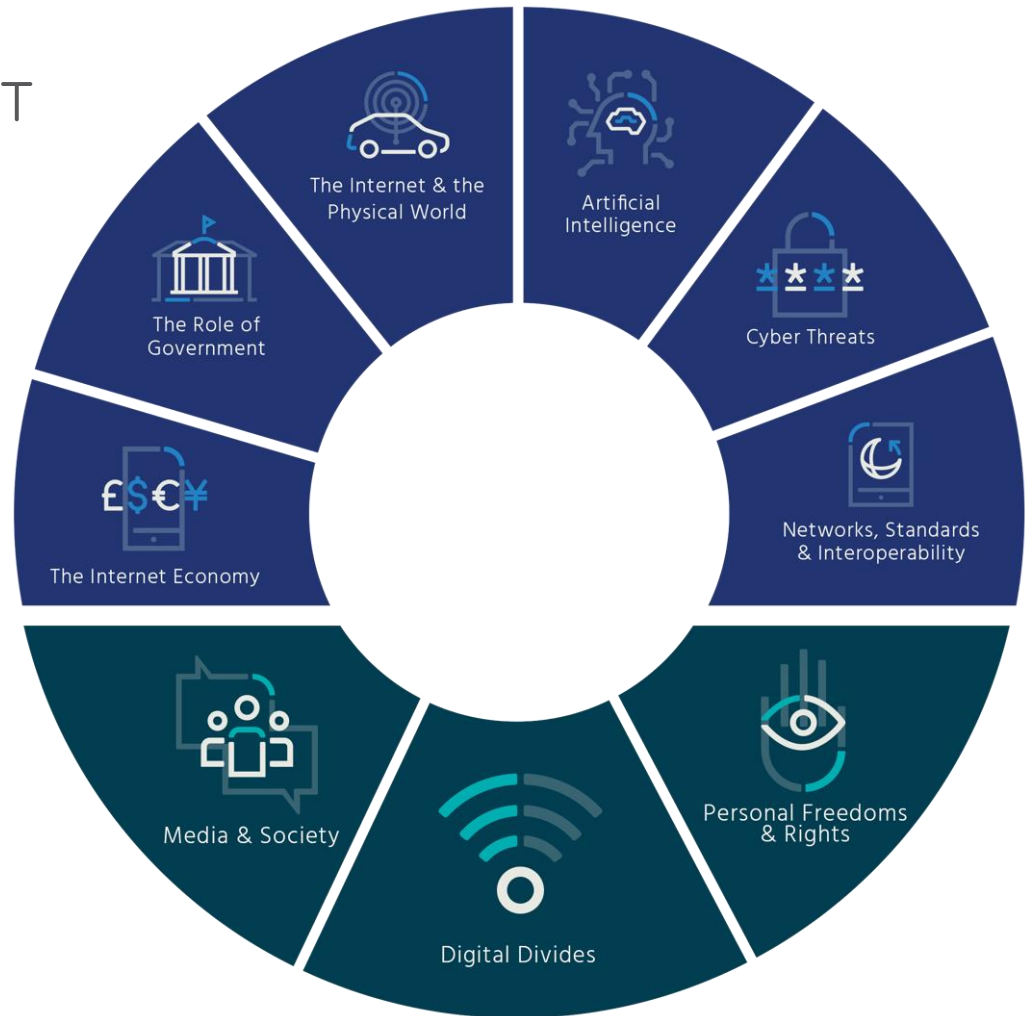 T
The Internet & the
Physical World
Artificial
Intelligence
The Role of
Government
* * * *
Cyber Threats
£$€¥
The Internet Economy
Networks, Standards
& Interoperability
Media & Society
Personal Freedoms
& Rights
Digital Divides